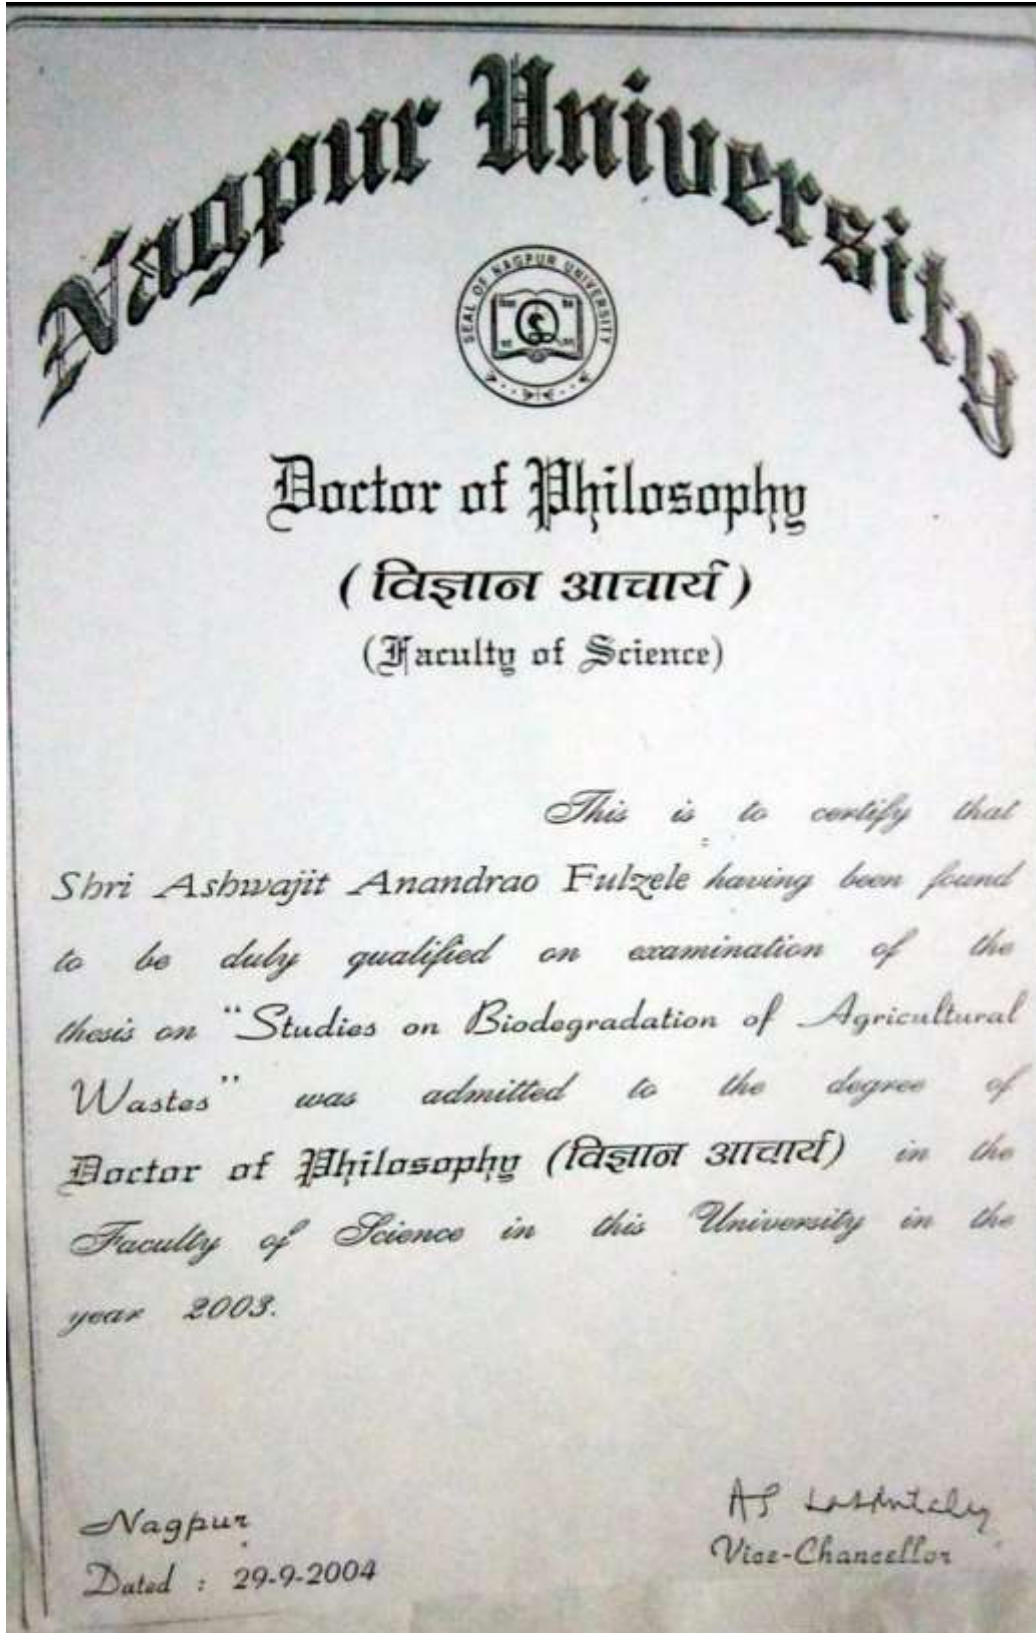 Nagpur University
SEAL OF NAGPUR UNIVERSITY
Doctor of Philosophy
( विज्ञान आचार्य )
(Faculty of Science)
This is to certify that
Shri Ashwajit Anandrao Fulzele having been found
to be duly qualified on examination of the
thesis on "Studies on Biodegradation of Agricultural
Wastes" was admitted to the degree of
Doctor of Philosophy (विज्ञान आचार्य) in the
Faculty of Science in this University in the
year 2003.
Nagpur
Dated : 29-9-2004
Vice-Chancellor